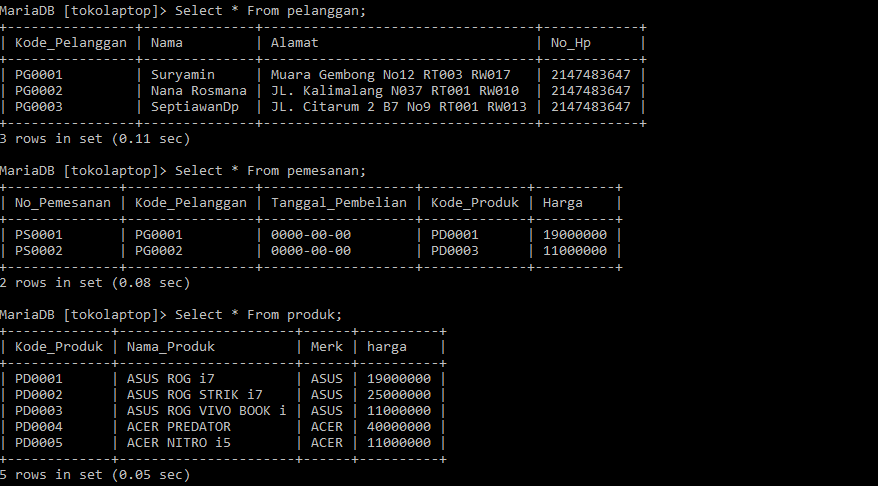 MariaDB [tokolaptop]> Select * From pelanggan;
+----------------+--------------+----------------------------------+------------+
| Kode_Pelanggan | Nama         | Alamat                           | No_Hp      |
+----------------+--------------+----------------------------------+------------+
| PG0001         | Suryamin     | Muara Gembong No12 RT003 RW017   | 2147483647 |
| PG0002         | Nana Rosmana | JL. Kalimalang N037 RT001 RW010  | 2147483647 |
| PG0003         | SeptiawanDp  | JL. Citarum 2 B7 No9 RT001 RW013 | 2147483647 |
+----------------+--------------+----------------------------------+------------+
3 rows in set (0.11 sec)

MariaDB [tokolaptop]> Select * From pemesanan;
+--------------+----------------+-------------------+-------------+----------+
| No_Pemesanan | Kode_Pelanggan | Tanggal_Pembelian | Kode_Produk | Harga    |
+--------------+----------------+-------------------+-------------+----------+
| PS0001       | PG0001         | 0000-00-00        | PD0001      | 19000000 |
| PS0002       | PG0002         | 0000-00-00        | PD0003      | 11000000 |
+--------------+----------------+-------------------+-------------+----------+
2 rows in set (0.08 sec)

MariaDB [tokolaptop]> Select * From produk;
+-------------+----------------------+------+----------+
| Kode_Produk | Nama_Produk          | Merk | harga    |
+-------------+----------------------+------+----------+
| PD0001      | ASUS ROG i7          | ASUS | 19000000 |
| PD0002      | ASUS ROG STRIK i7    | ASUS | 25000000 |
| PD0003      | ASUS ROG VIVO BOOK i | ASUS | 11000000 |
| PD0004      | ACER PREDATOR        | ACER | 40000000 |
| PD0005      | ACER NITRO i5        | ACER | 11000000 |
+-------------+----------------------+------+----------+
5 rows in set (0.05 sec)